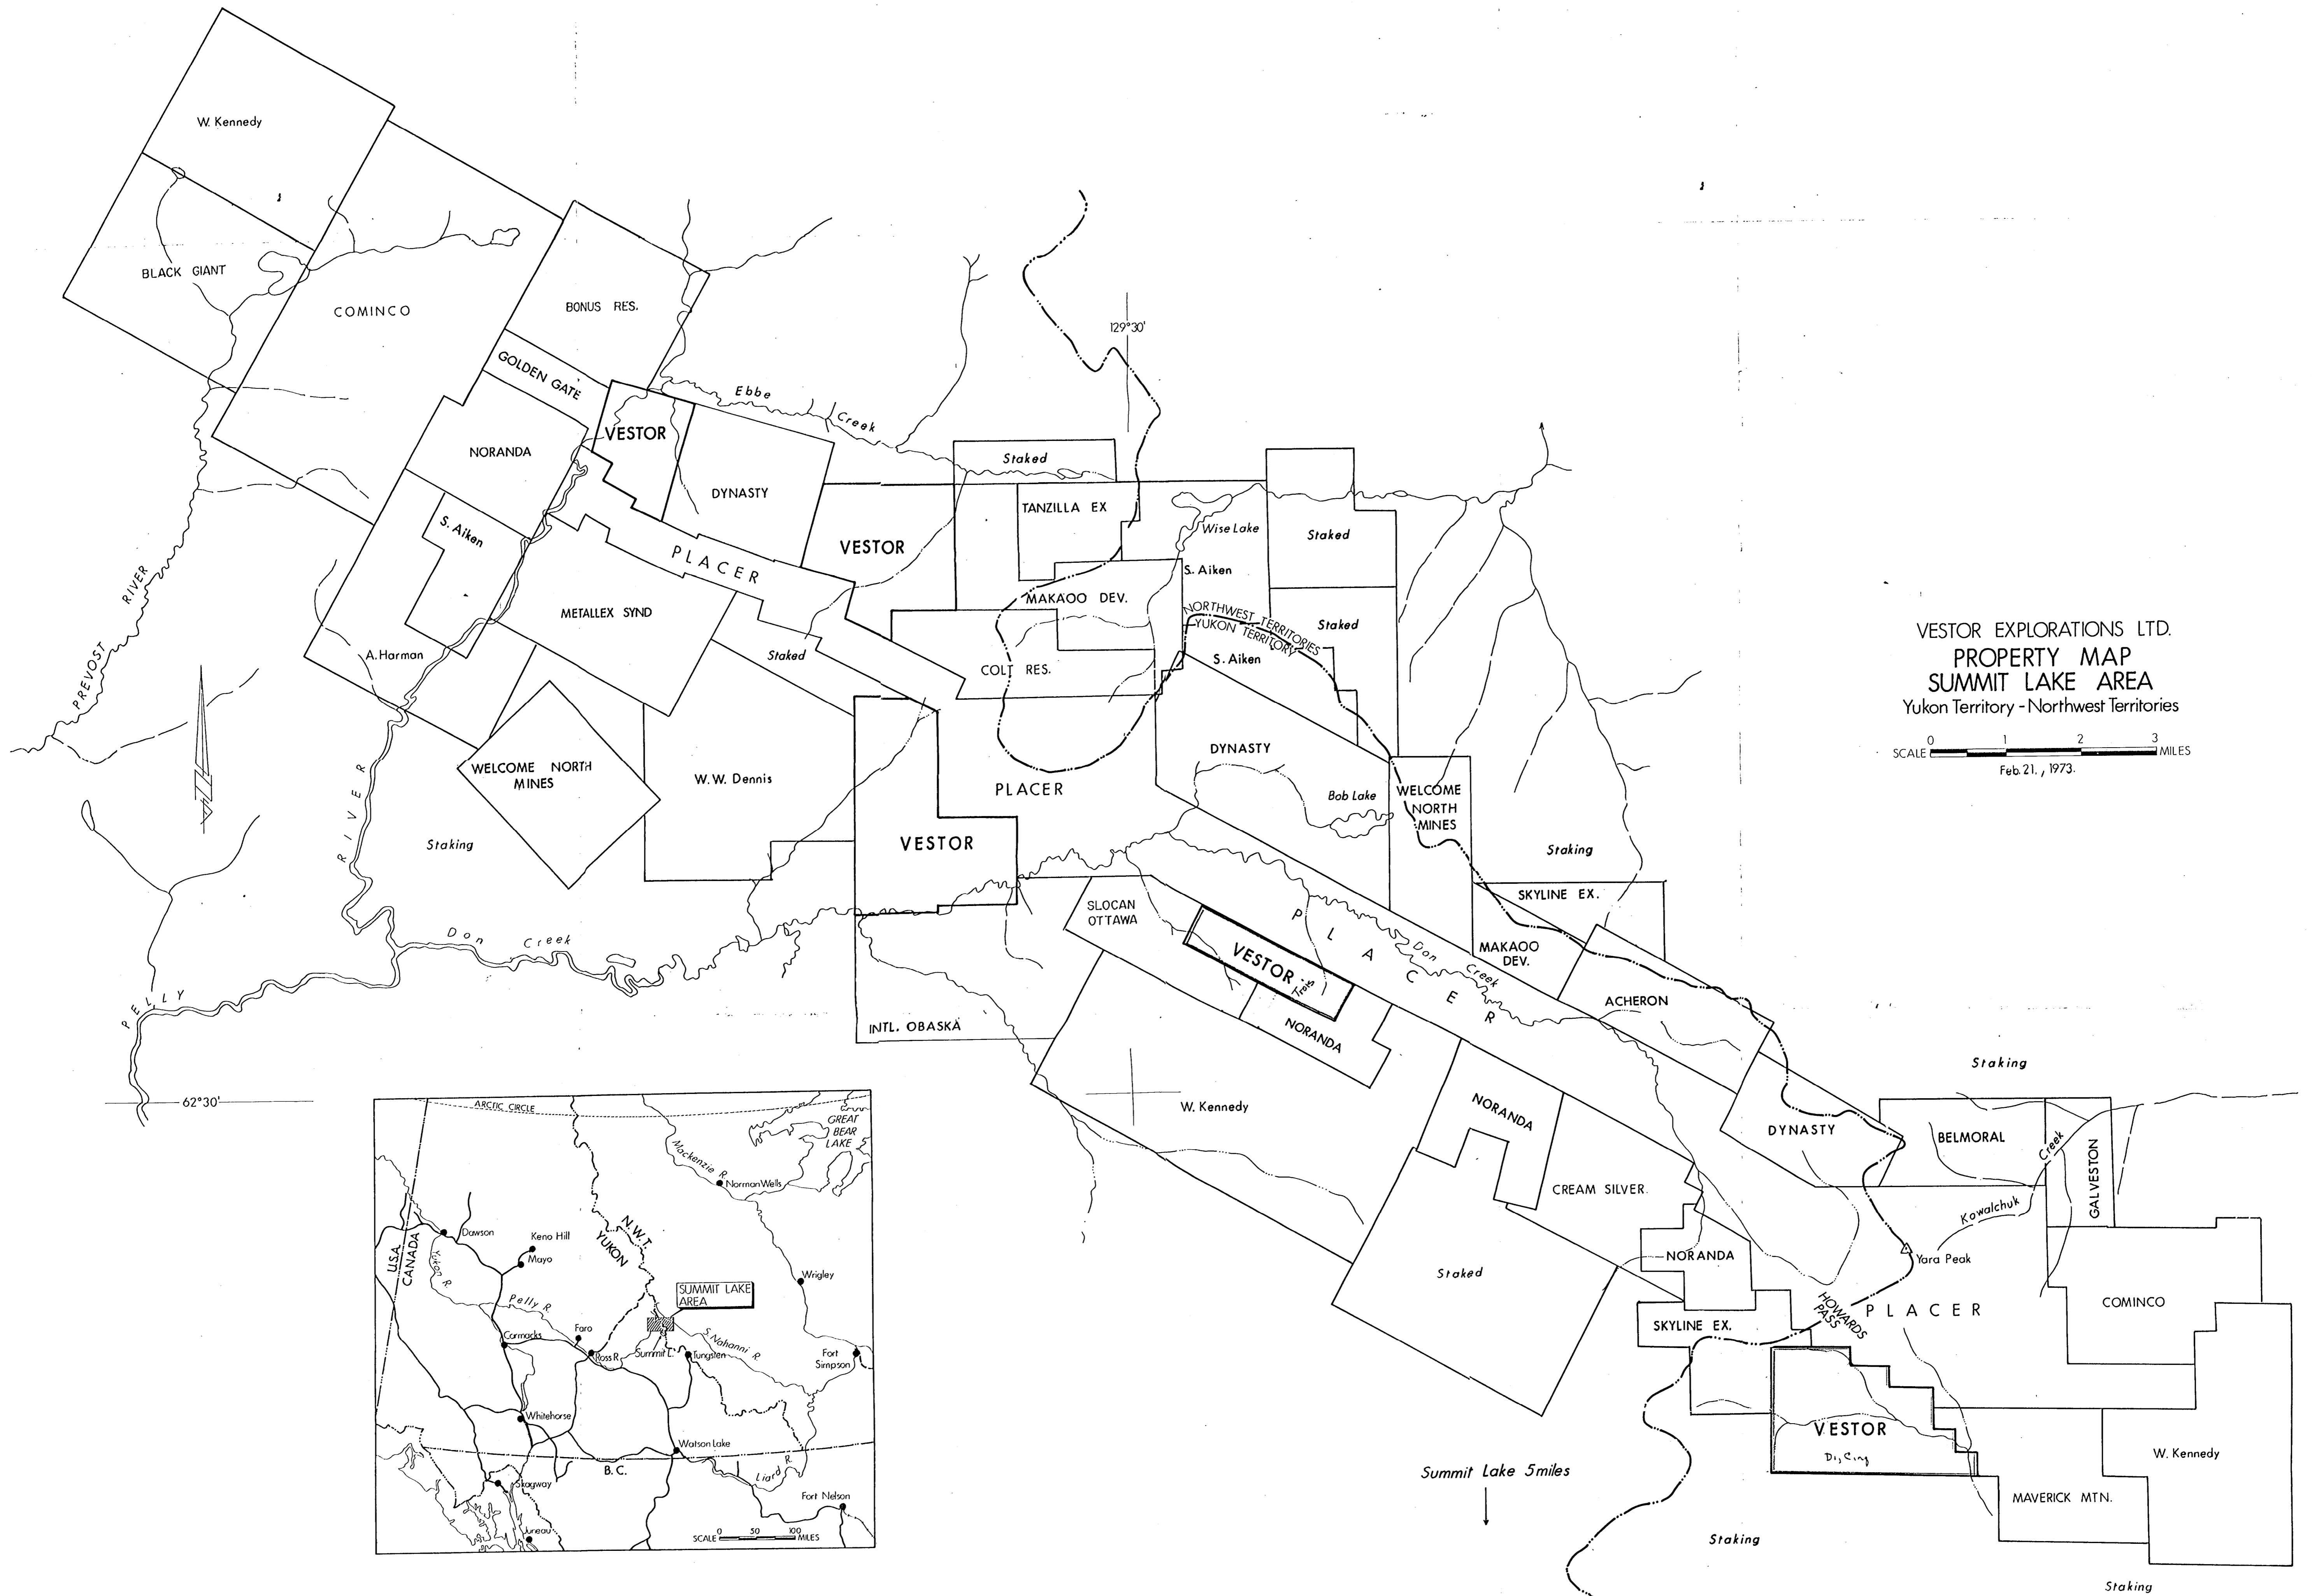 W. Kennedy
BLACK GIANT
COMINCO
BONUS RES.
GOLDEN GATE
129°30'
Ebbe
Creek
VESTOR
NORANDA
DYNASTY
Staked
TANZILLA EX
Wise Lake
Staked
S. Aiken
VESTOR
PLACER
S. Aiken
MAKAOO DEV.
METALLEX SYND
NORTHWEST TERRITORIES
YUKON TERRITORY
Staked
A. Harman
Staked
COLT RES.
S. Aiken
PREVOST RIVER
VESTOR EXPLORATIONS LTD.
PROPERTY MAP
SUMMIT LAKE AREA
Yukon Territory - Northwest Territories
0 1 2 3
SCALE MILES
Feb. 21., 1973.
WELCOME NORTH
MINES
W. W. Dennis
PLACER
DYNASTY
Bob Lake
WELCOME
NORTH
MINES
RIVER
Staking
VESTOR
Staking
SKYLINE EX.
SLOCAN
OTTAWA
Don Creek
VESTOR
Trots
PLACER
Don Creek
MAKAOO
DEV.
ACHERON
PELLY
INTL. OBASKA
NORANDA
Staking
62°30'
W. Kennedy
NORANDA
DYNASTY
BELMORAL
Creek
GALVESTON
CREAM SILVER
Kowalchuk
NORANDA
Yara Peak
Staked
HOWARDS
PASS
PLACER
COMINCO
SKYLINE EX.
VESTOR
W. Kennedy
Summit Lake 5miles
MAVERICK MTN.
Staking
Staking
ARCTIC CIRCLE
GREAT
BEAR
LAKE
Mackenzie R.
Norman Wells
Dawson
Keno Hill
Mayo
N.W.T.
YUKON
U.S.A.
CANADA
Yukon R.
Wrigley
SUMMIT LAKE
AREA
Pelly R.
Faro
Carmacks
Ross R.
Summit L.
Tungsten
S. Nahanni R.
Fort
Simpson
Whitehorse
Watson Lake
B.C.
Liard R.
Skagway
Fort Nelson
Juneau
0 50 100
SCALE MILES